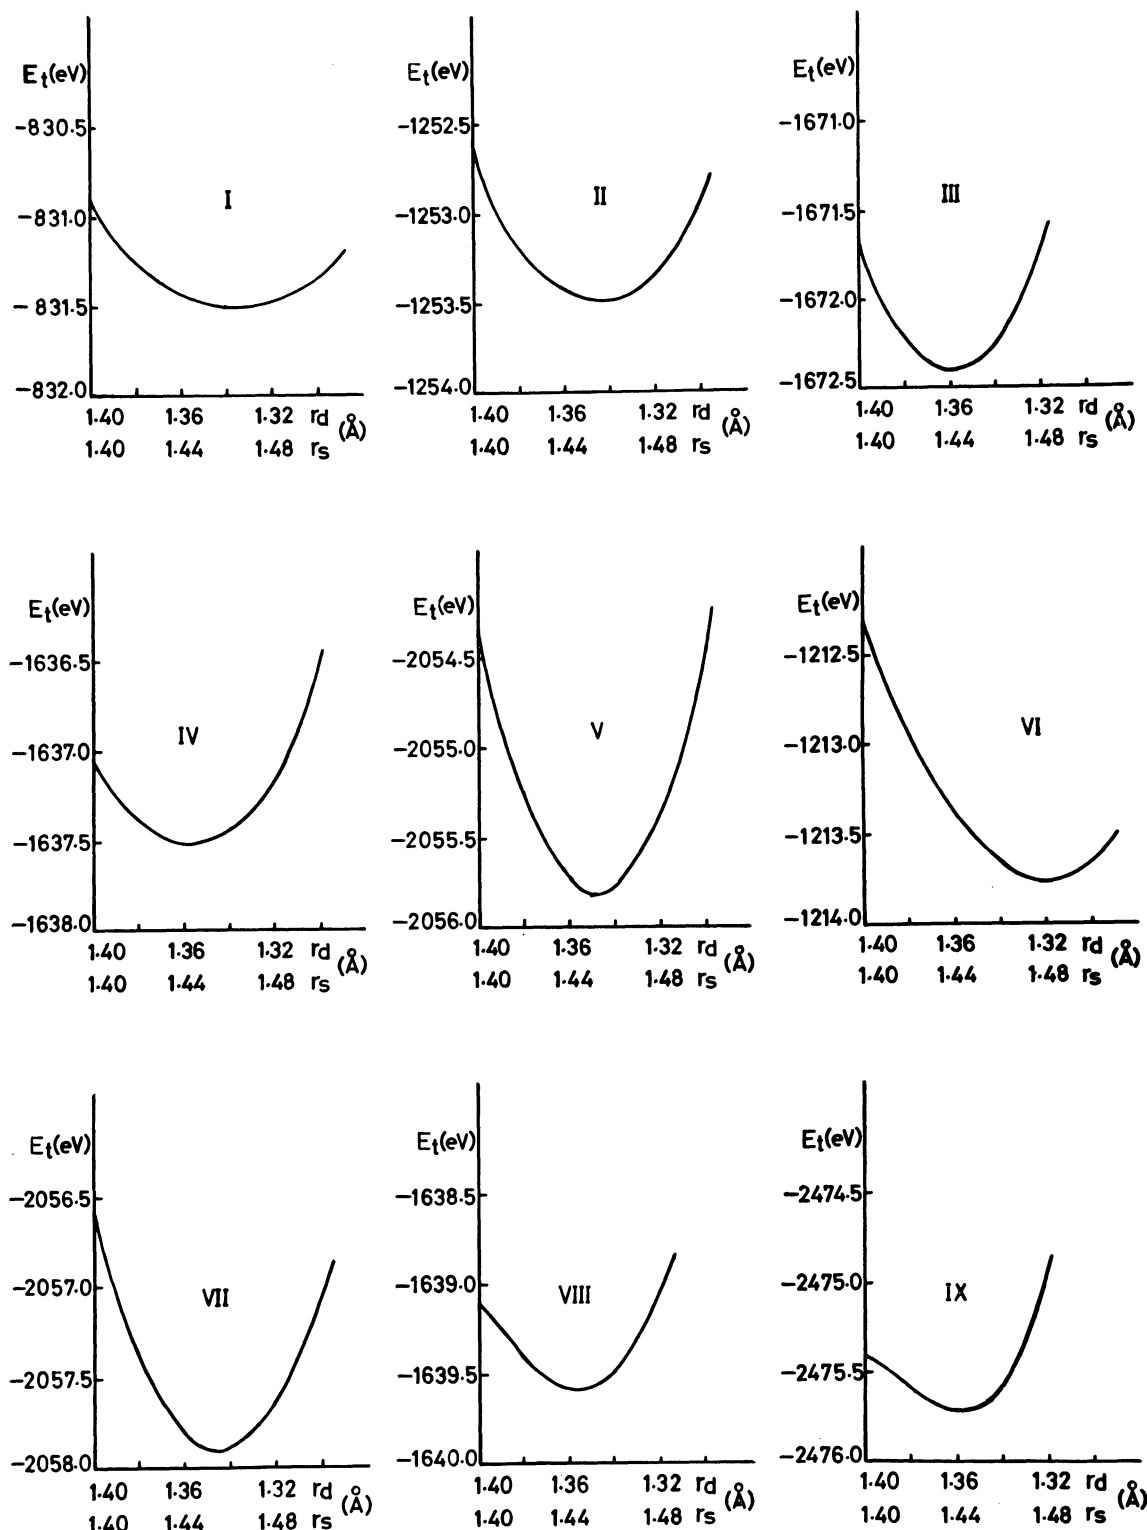 Eₜ(eV)
−830·5
−831·0
−831·5
−832·0
I
1·40 1·36 1·32 rd
(Å)
1·40 1·44 1·48 rs
Eₜ(eV)
−1252·5
−1253·0
−1253·5
−1254·0
II
1·40 1·36 1·32 rd
(Å)
1·40 1·44 1·48 rs
Eₜ(eV)
−1671·0
−1671·5
−1672·0
−1672·5
III
1·40 1·36 1·32 rd
(Å)
1·40 1·44 1·48 rs
Eₜ(eV)
−1636·5
−1637·0
−1637·5
−1638·0
IV
1·40 1·36 1·32 rd
(Å)
1·40 1·44 1·48 rs
Eₜ(eV)
−2054·5
−2055·0
−2055·5
−2056·0
V
1·40 1·36 1·32 rd
(Å)
1·40 1·44 1·48 rs
Eₜ(eV)
−1212·5
−1213·0
−1213·5
−1214·0
VI
1·40 1·36 1·32 rd
(Å)
1·40 1·44 1·48 rs
Eₜ(eV)
−2056·5
−2057·0
−2057·5
−2058·0
VII
1·40 1·36 1·32 rd
(Å)
1·40 1·44 1·48 rs
Eₜ(eV)
−1638·5
−1639·0
−1639·5
−1640·0
VIII
1·40 1·36 1·32 rd
(Å)
1·40 1·44 1·48 rs
Eₜ(eV)
−2474·5
−2475·0
−2475·5
−2476·0
IX
1·40 1·36 1·32 rd
(Å)
1·40 1·44 1·48 rs